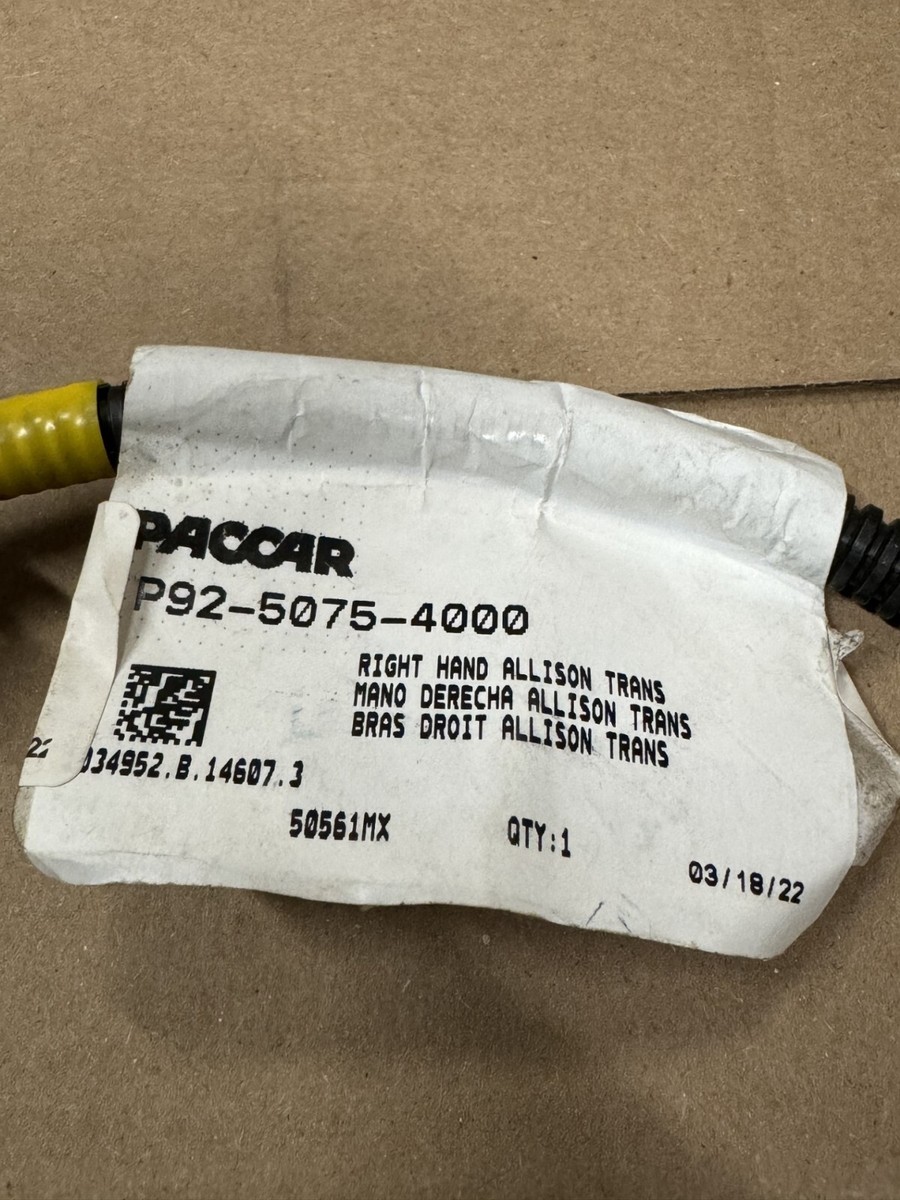 PACCAR
P92-5075-4000
RIGHT HAND ALLISON TRANS
MANO DERECHA ALLISON TRANS
BRAS DROIT ALLISON TRANS
034952.B.14607.3
22
50561MX
QTY:1
03/18/22